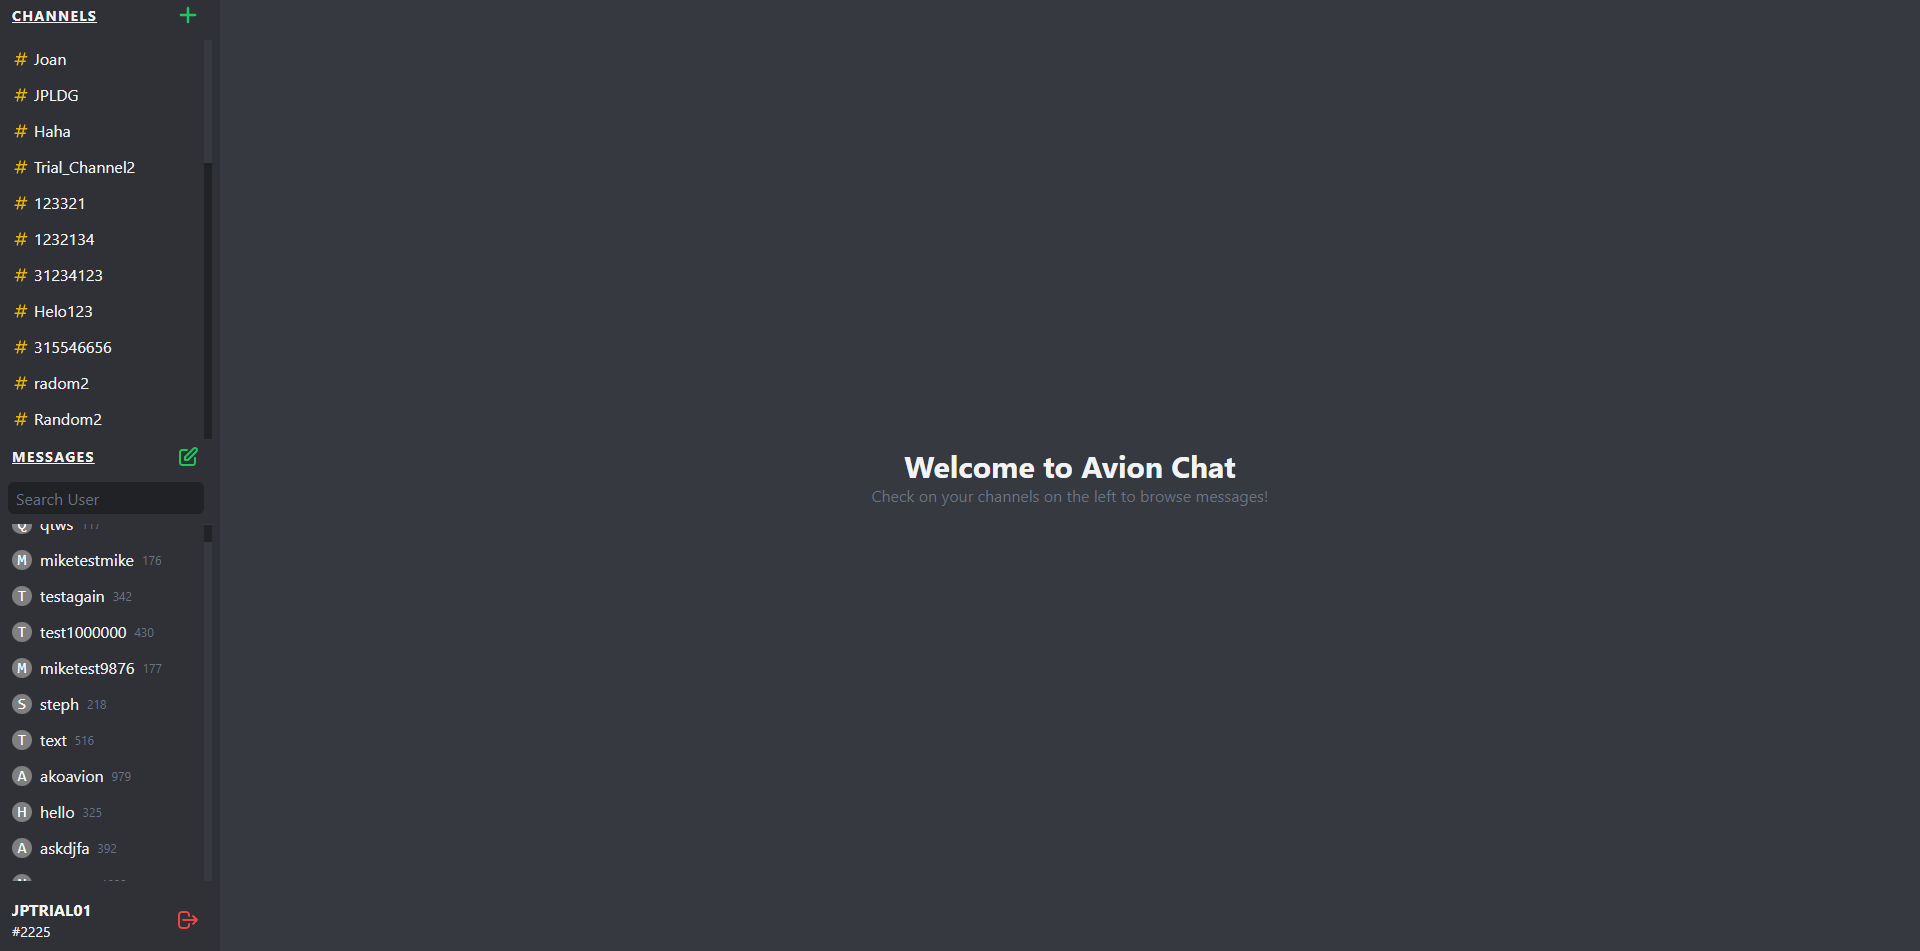 CHANNELS
# Joan
# JPLDG
# Haha
# Trial_Channel2
# 123321
# 1232134
# 31234123
# Helo123
# 315546656
# radom2
# Random2
MESSAGES
Search User
Q qtws 117
M miketestmike 176
T testagain 342
T test1000000 430
M miketest9876 177
S steph 218
T text 516
A akoavion 979
H hello 325
A askdjfa 392
JPTRIAL01
#2225
Welcome to Avion Chat
Check on your channels on the left to browse messages!